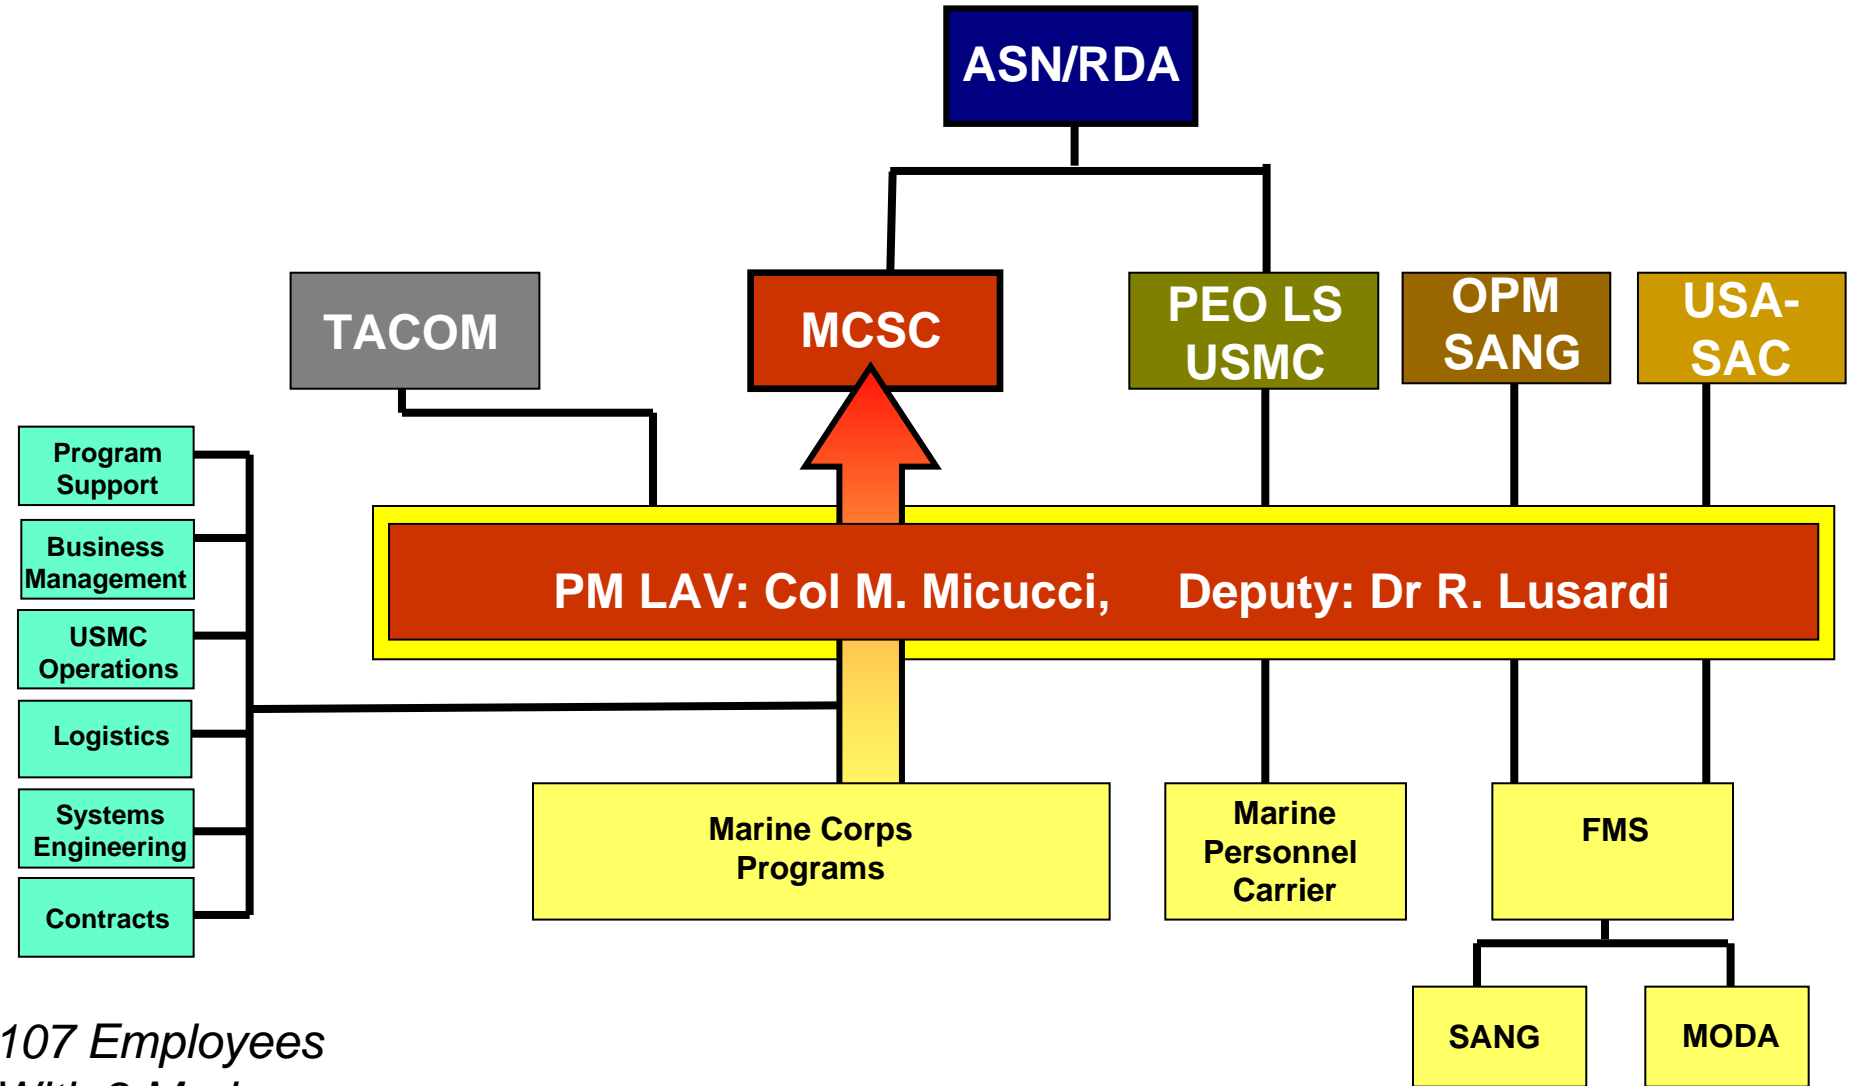 ASN/RDA
TACOM
MCSC
PEO LS
USMC
OPM
SANG
USA-
SAC
Program
Support
Business
Management
USMC
Operations
Logistics
Systems
Engineering
Contracts
PM LAV: Col M. Micucci, Deputy: Dr R. Lusardi
Marine Corps
Programs
Marine
Personnel
Carrier
FMS
SANG
MODA
107 Employees